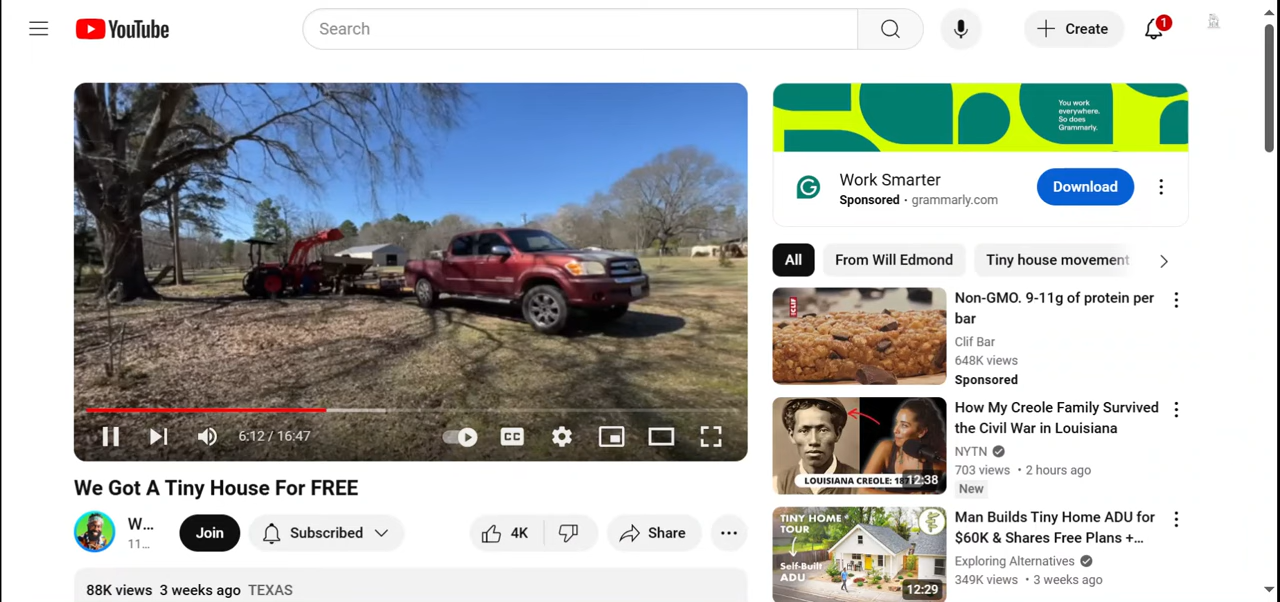 YouTube
Search
Create
1
You work
everywhere.
So does
Grammarly.
Work Smarter
Sponsored · grammarly.com
Download
All
From Will Edmond
Tiny house movement
CLIF
Non-GMO. 9-11g of protein per
bar
Clif Bar
648K views
Sponsored
6:12 / 16:47
CC
LOUISIANA CREOLE: 187
12:38
How My Creole Family Survived
the Civil War in Louisiana
NYTN
703 views • 2 hours ago
New
We Got A Tiny House For FREE
W...
11...
Join
Subscribed
4K
Share
TINY HOME
TOUR
Self-Built
ADU
12:29
Man Builds Tiny Home ADU for
$60K & Shares Free Plans +...
Exploring Alternatives
349K views • 3 weeks ago
88K views 3 weeks ago TEXAS